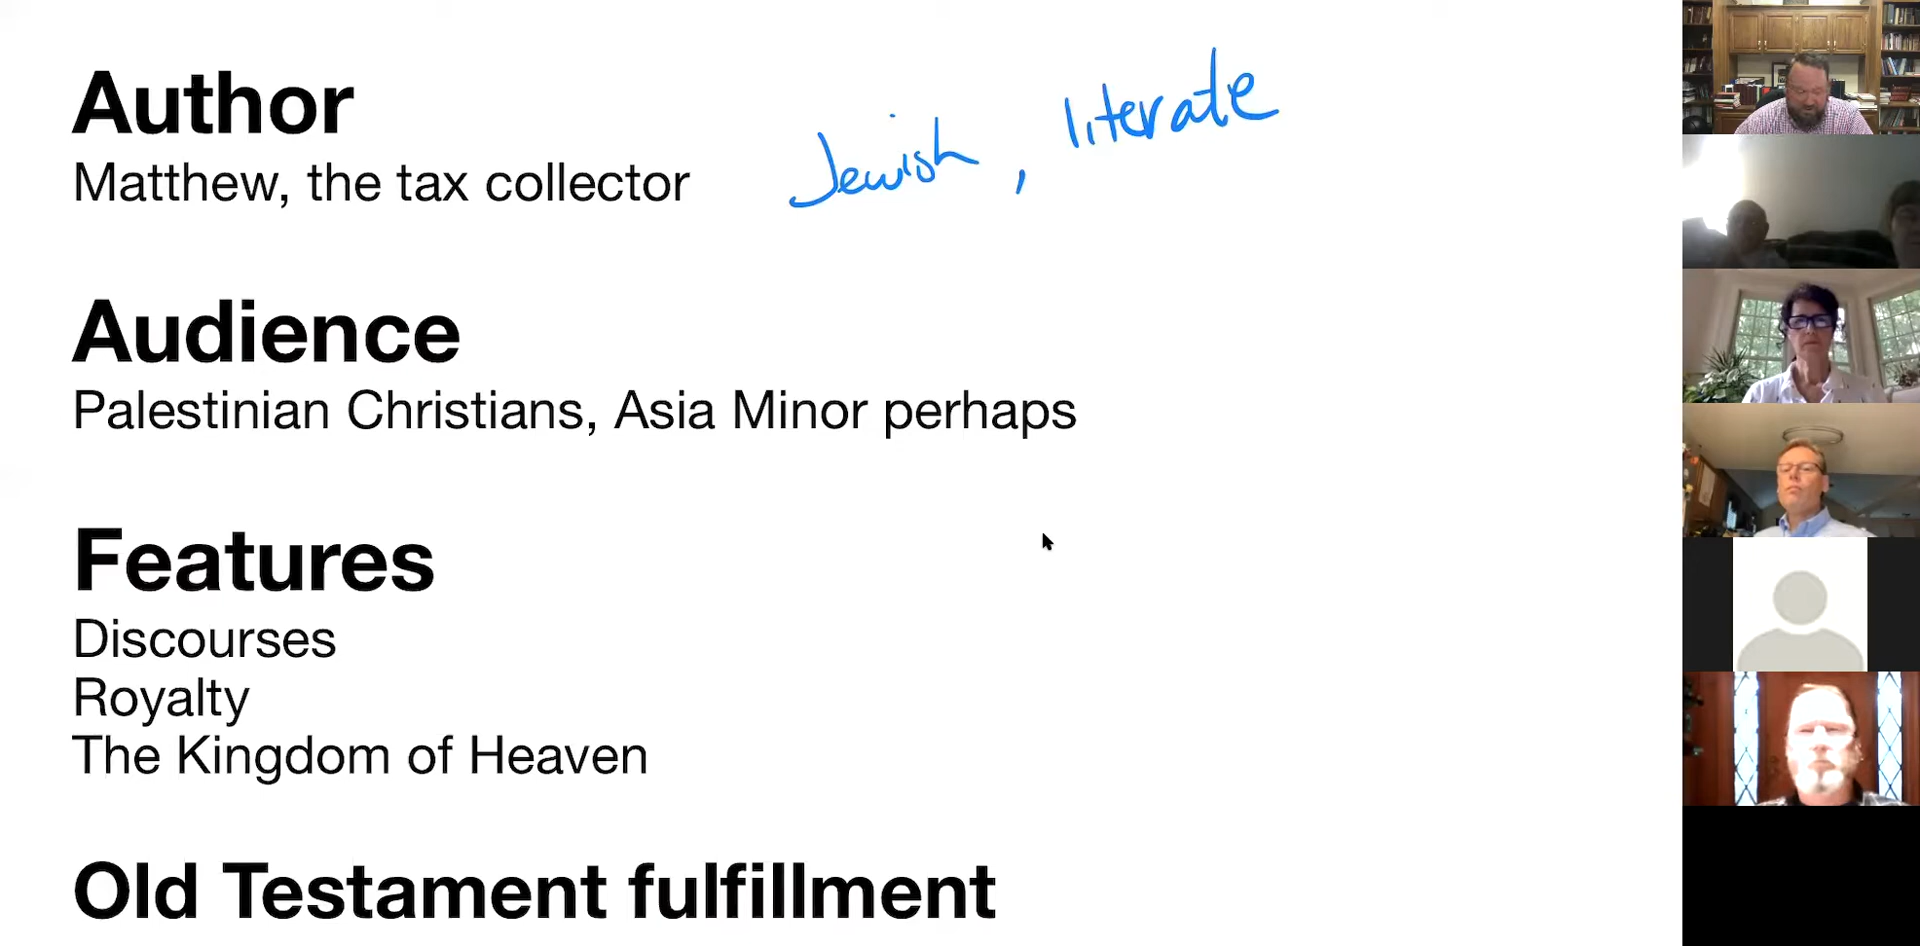 Author
Jewish, literate
Matthew, the tax collector
Audience
Palestinian Christians, Asia Minor perhaps
Features
Discourses
Royalty
The Kingdom of Heaven
Old Testament fulfillment